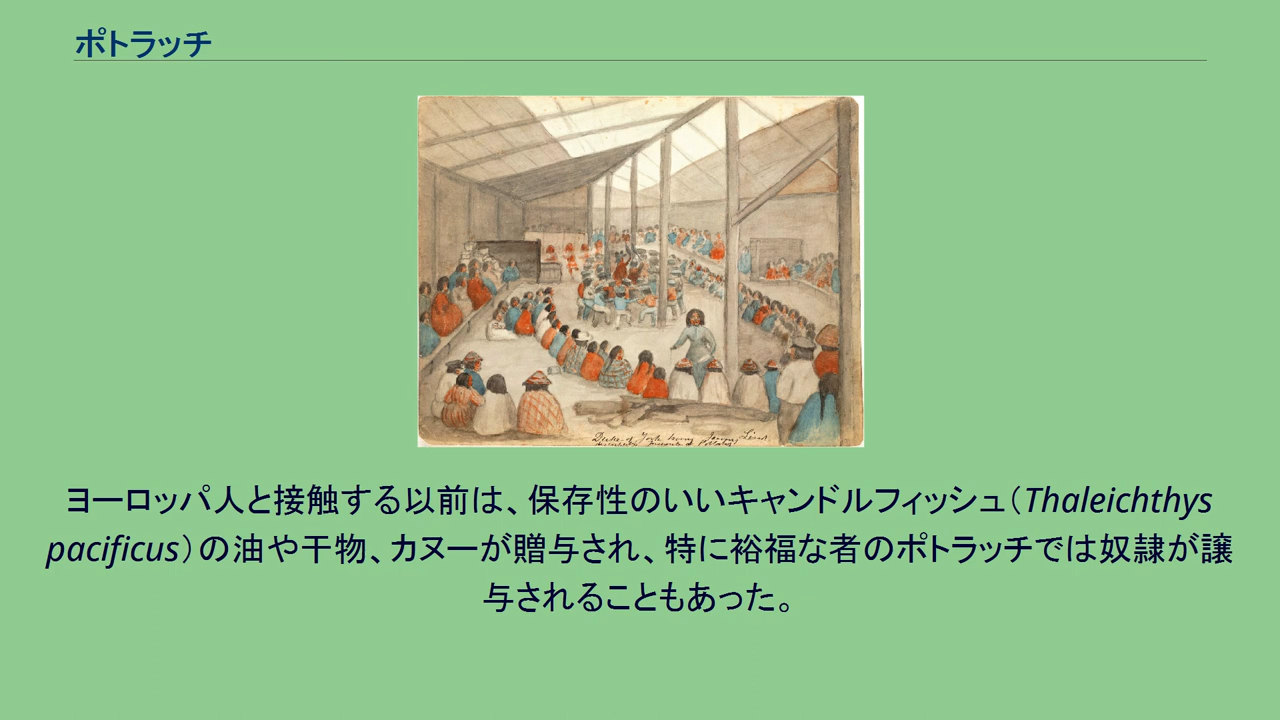 ポトラッチ
Duke of York
ヨーロッパ人と接触する以前は、保存性のいいキャンドルフィッシュ（Thaleichthys
pacificus）の油や干物、カヌーが贈与され、特に裕福な者のポトラッチでは奴隷が譲
与されることもあった。